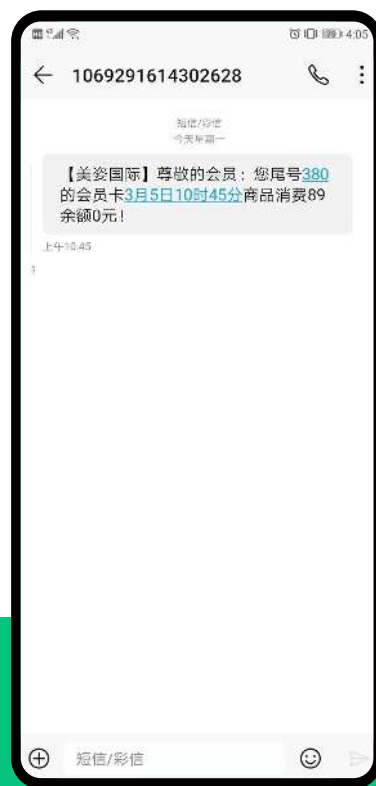 4:05
1069291614302628
短信/彩信
今天星期一
【美姿国际】尊敬的会员：您尾号380
的会员卡3月5日10时45分商品消费89
余额0元！
上午10:45
短信/彩信